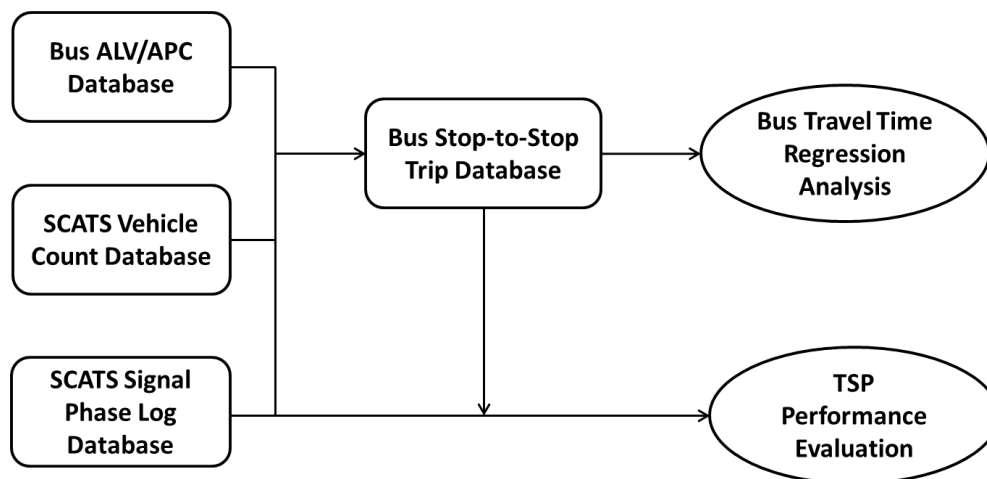 Bus ALV/APC
Database
Bus Stop-to-Stop
Trip Database
Bus Travel Time
Regression
Analysis
SCATS Vehicle
Count Database
SCATS Signal
Phase Log
Database
TSP
Performance
Evaluation